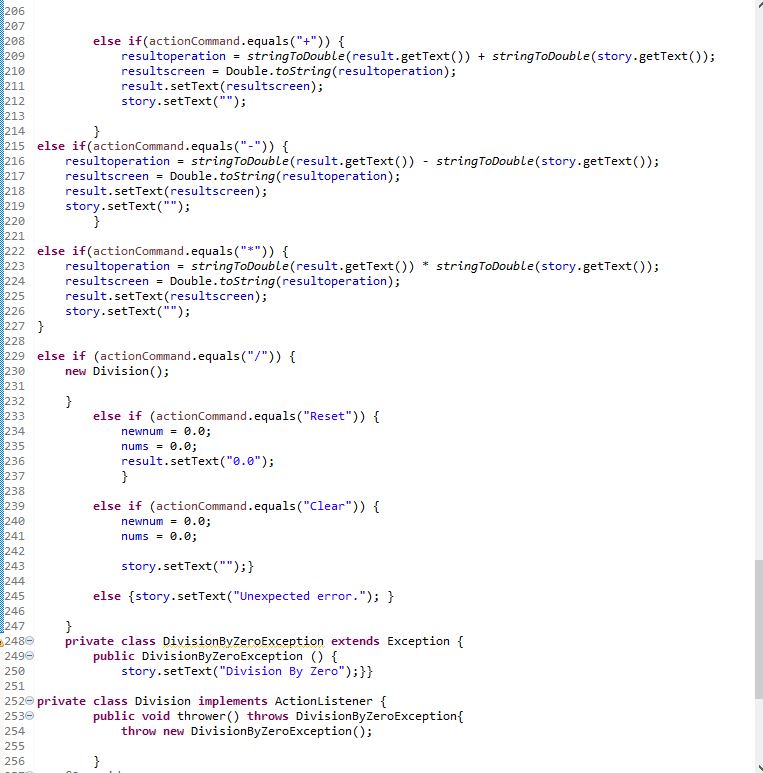 206
207
208 else if(actionCommand.equals("+")) {
209 resultoperation = stringToDouble(result.getText()) + stringToDouble(story.getText());
210 resultscreen = Double.toString(resultoperation);
211 result.setText(resultscreen);
212 story.setText("");
213
214 }
215 else if(actionCommand.equals("-")) {
216 resultoperation = stringToDouble(result.getText()) - stringToDouble(story.getText());
217 resultscreen = Double.toString(resultoperation);
218 result.setText(resultscreen);
219 story.setText("");
220 }
221
222 else if(actionCommand.equals("*")) {
223 resultoperation = stringToDouble(result.getText()) * stringToDouble(story.getText());
224 resultscreen = Double.toString(resultoperation);
225 result.setText(resultscreen);
226 story.setText("");
227 }
228
229 else if (actionCommand.equals("/")) {
230 new Division();
231
232 }
233 else if (actionCommand.equals("Reset")) {
234 newnum = 0.0;
235 nums = 0.0;
236 result.setText("0.0");
237 }
238
239 else if (actionCommand.equals("Clear")) {
240 newnum = 0.0;
241 nums = 0.0;
242
243 story.setText("");}
244
245 else {story.setText("Unexpected error."); }
246
247 }
248 private class DivisionByZeroException extends Exception {
249 public DivisionByZeroException () {
250 story.setText("Division By Zero");}}
251
252 private class Division implements ActionListener {
253 public void thrower() throws DivisionByZeroException{
254 throw new DivisionByZeroException();
255
256 }